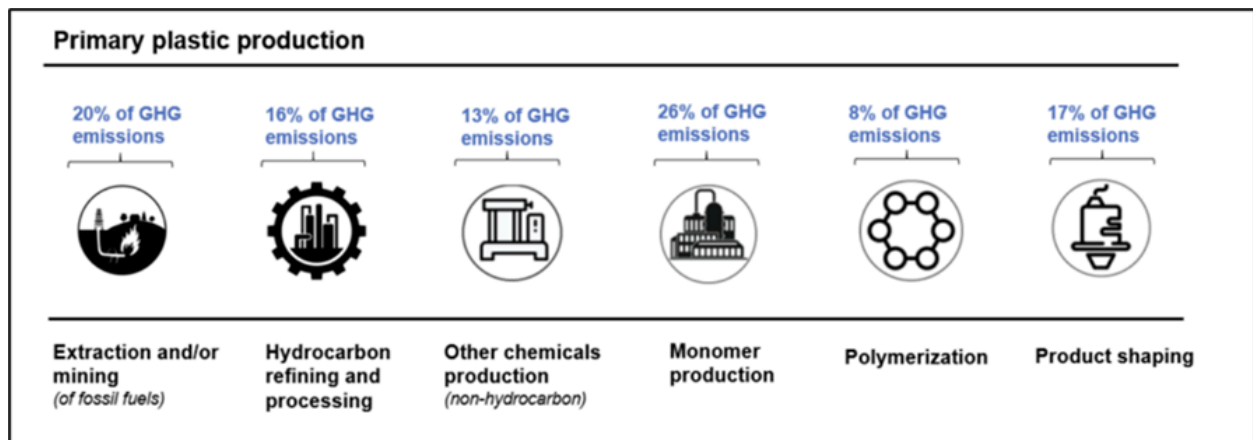 Primary plastic production
20% of GHG
emissions
16% of GHG
emissions
13% of GHG
emissions
26% of GHG
emissions
8% of GHG
emissions
17% of GHG
emissions
Extraction and/or
mining
(of fossil fuels)
Hydrocarbon
refining and
processing
Other chemicals
production
(non-hydrocarbon)
Monomer
production
Polymerization
Product shaping